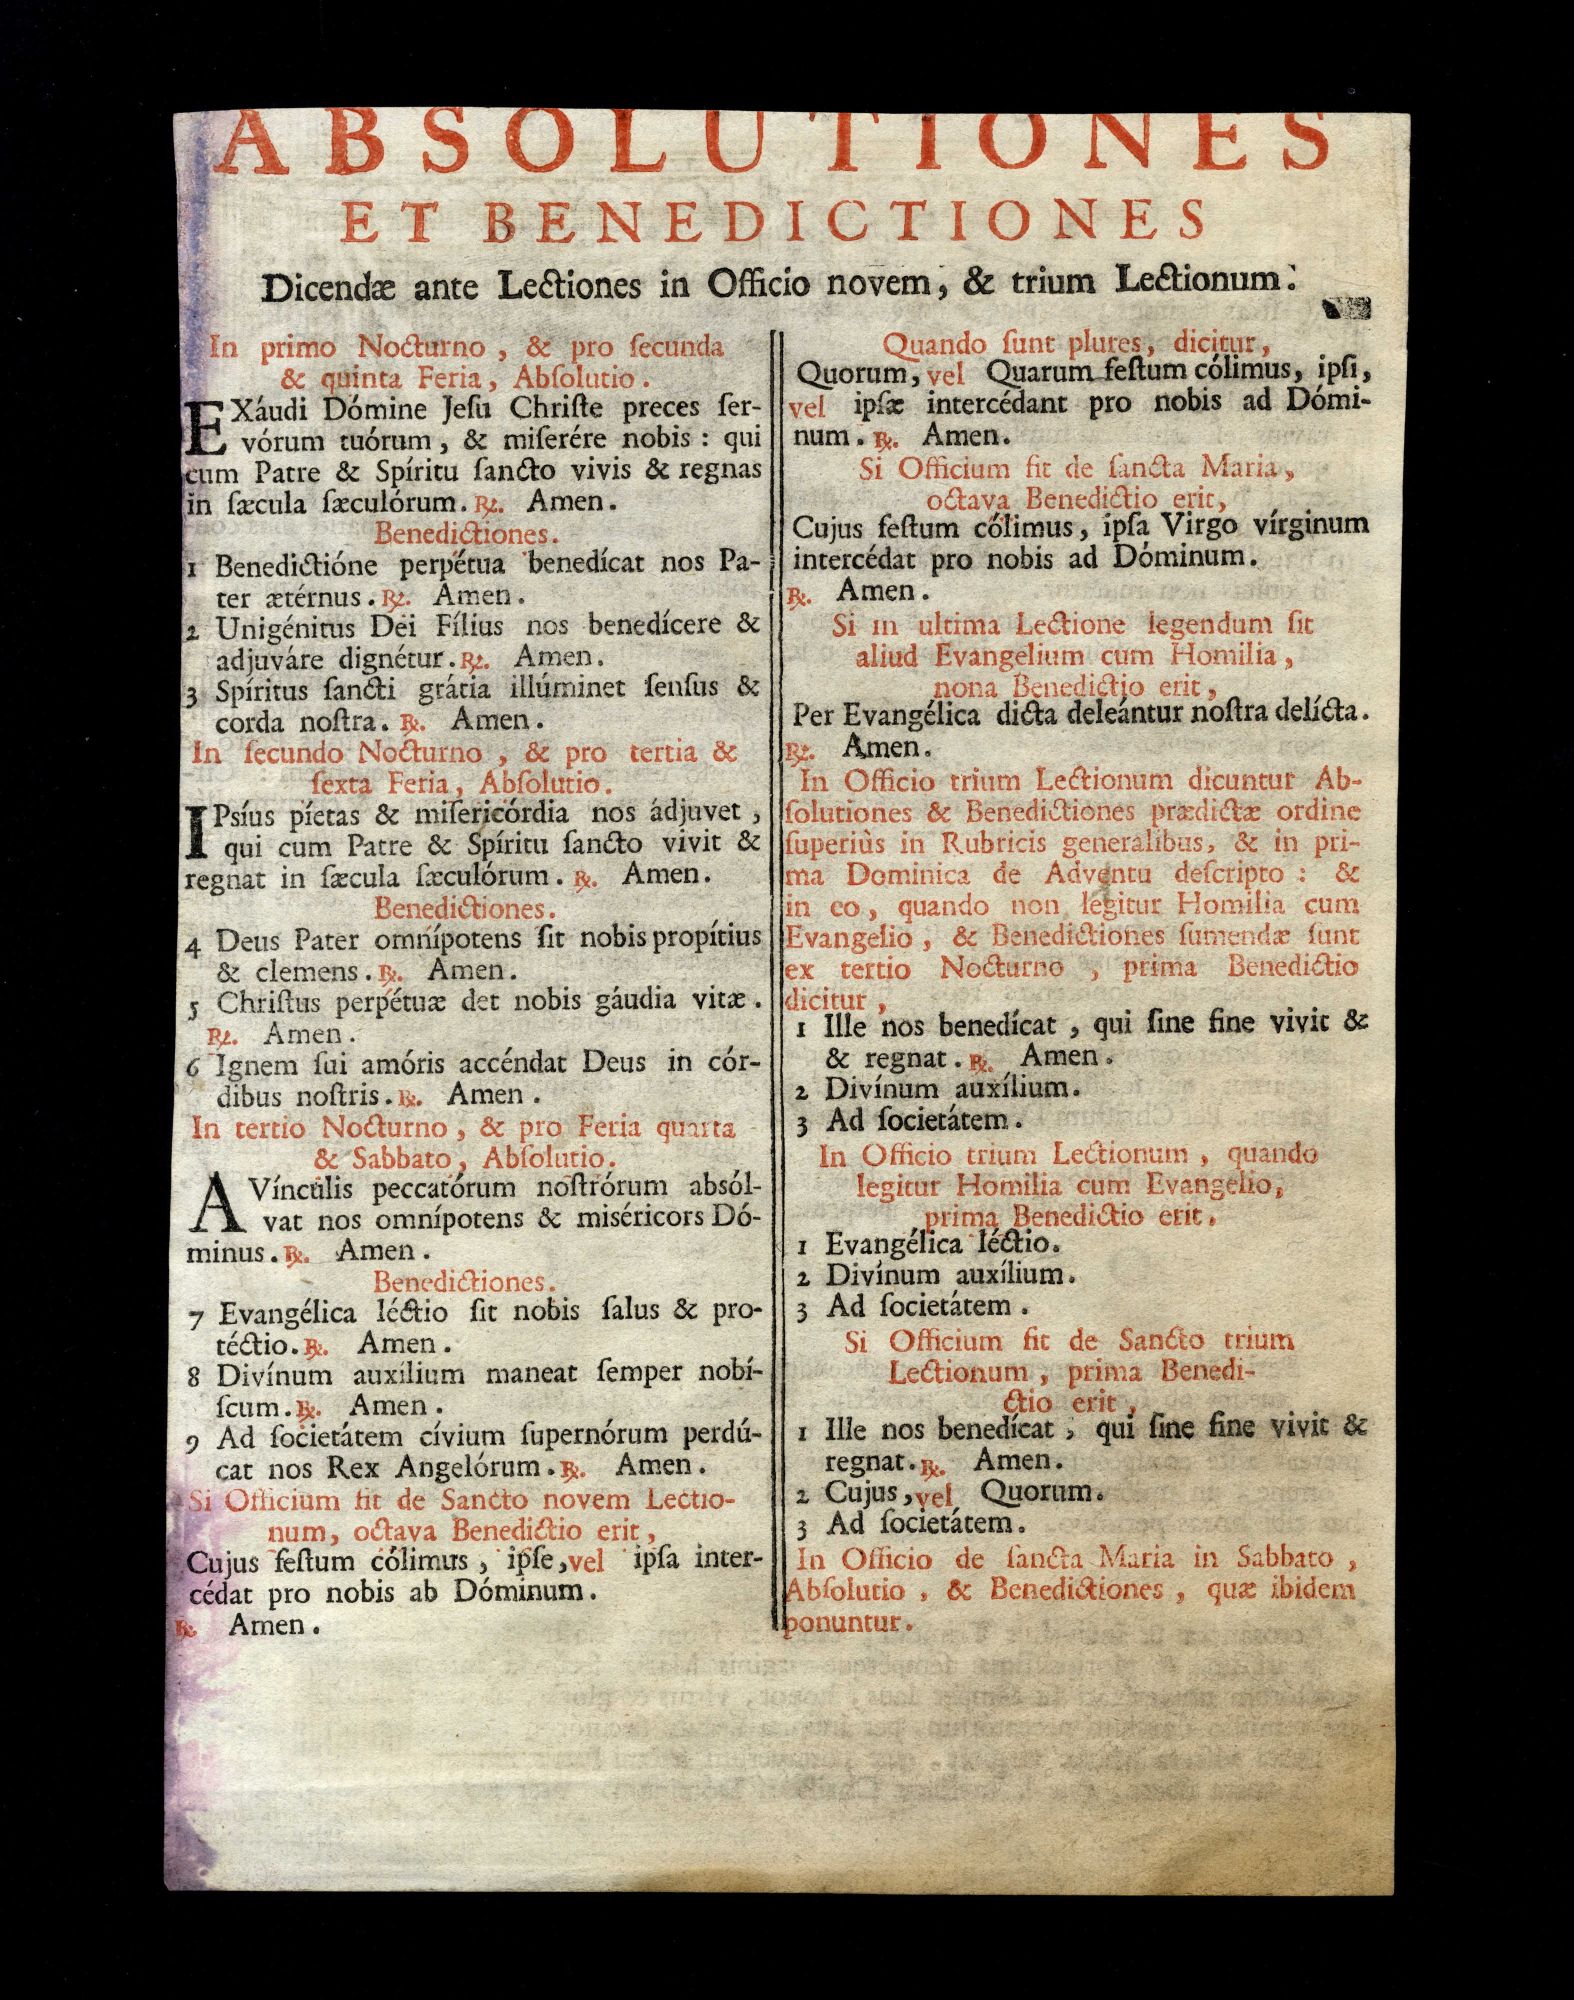 ABSOLUTIONES
ET BENEDICTIONES
Dicendæ ante Lectiones in Officio novem, & trium Lectionum.
In primo Nocturno, & pro ſecunda
& quinta Feria, Abſolutio.
EXáudi Dómine Jeſu Chriſte preces ſer-
vórum tuórum, & miſerére nobis: qui
cum Patre & Spíritu ſancto vivis & regnas
in ſæcula ſæculórum. ℟. Amen.
Benedictiones.
1 Benedictióne perpétua benedícat nos Pa-
ter ætérnus. ℟. Amen.
2 Unigénitus Dei Fílius nos benedícere &
adjuváre dignétur. ℟. Amen.
3 Spíritus ſancti grátia illúminet ſenſus &
corda noſtra. ℟. Amen.
In ſecundo Nocturno, & pro tertia &
ſexta Feria, Abſolutio.
IPsíus píetas & miſericórdia nos ádjuvet,
qui cum Patre & Spíritu ſancto vivit &
regnat in ſæcula ſæculórum. ℟. Amen.
Benedictiones.
4 Deus Pater omnípotens ſit nobis propítius
& clemens. ℟. Amen.
5 Chriſtus perpétuæ det nobis gáudia vitæ.
℟. Amen.
6 Ignem ſui amóris accéndat Deus in cór-
dibus noſtris. ℟. Amen.
In tertio Nocturno, & pro Feria quarta
& Sabbato, Abſolutio.
A Vínculis peccatórum noſtrórum absól-
vat nos omnípotens & miséricors Dó-
minus. ℟. Amen.
Benedictiones.
7 Evangélica léctio ſit nobis ſalus & pro-
téctio. ℟. Amen.
8 Divínum auxílium maneat ſemper nobí-
ſcum. ℟. Amen.
9 Ad ſocietátem cívium ſupernórum perdú-
cat nos Rex Angelórum. ℟. Amen.
Si Officium fit de Sancto novem Lectio-
num, octava Benedictio erit,
Cujus feſtum cólimus, ipſe, vel ipſa inter-
cédat pro nobis ab Dóminum.
℟. Amen.
Quando ſunt plures, dicitur,
Quorum, vel Quarum feſtum cólimus, ipſi,
vel ipſæ intercédant pro nobis ad Dómi-
num. ℟. Amen.
Si Officium fit de ſancta Maria,
octava Benedictio erit,
Cujus feſtum cólimus, ipſa Virgo vírginum
intercédat pro nobis ad Dóminum.
℟. Amen.
Si in ultima Lectione legendum ſit
aliud Evangelium cum Homilia,
nona Benedictio erit,
Per Evangélica dicta deleántur noſtra delícta.
℟. Amen.
In Officio trium Lectionum dicuntur Ab-
ſolutiones & Benedictiones prædictæ ordine
ſuperiùs in Rubricis generalibus, & in pri-
ma Dominica de Adventu deſcripto: &
in eo, quando non legitur Homilia cum
Evangelio, & Benedictiones ſumendæ ſunt
ex tertio Nocturno, prima Benedictio
dicitur,
1 Ille nos benedícat, qui ſine fine vivit &
& regnat. ℟. Amen.
2 Divínum auxílium.
3 Ad ſocietátem.
In Officio trium Lectionum, quando
legitur Homilia cum Evangelio,
prima Benedictio erit.
1 Evangélica léctio.
2 Divínum auxílium.
3 Ad ſocietátem.
Si Officium fit de Sancto trium
Lectionum, prima Benedi-
ctio erit,
1 Ille nos benedícat, qui ſine fine vivit &
regnat. ℟. Amen.
2 Cujus, vel Quorum.
3 Ad ſocietátem.
In Officio de ſancta Maria in Sabbato,
Abſolutio, & Benedictiones, quæ ibidem
ponuntur.